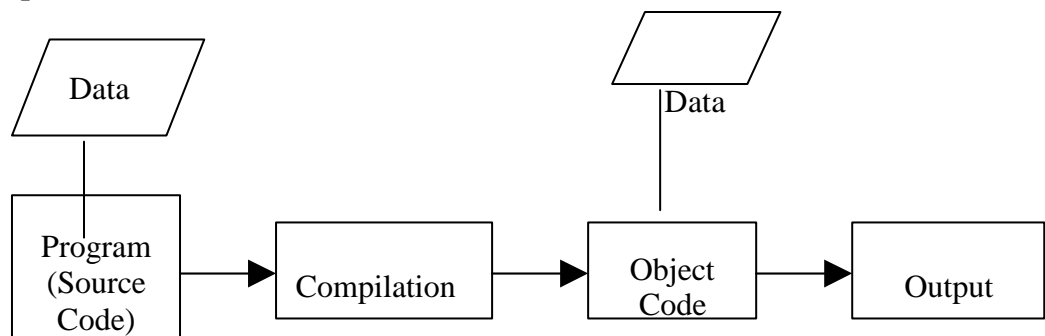 Data
Data
Program
(Source
Code)
Compilation
Object
Code
Output